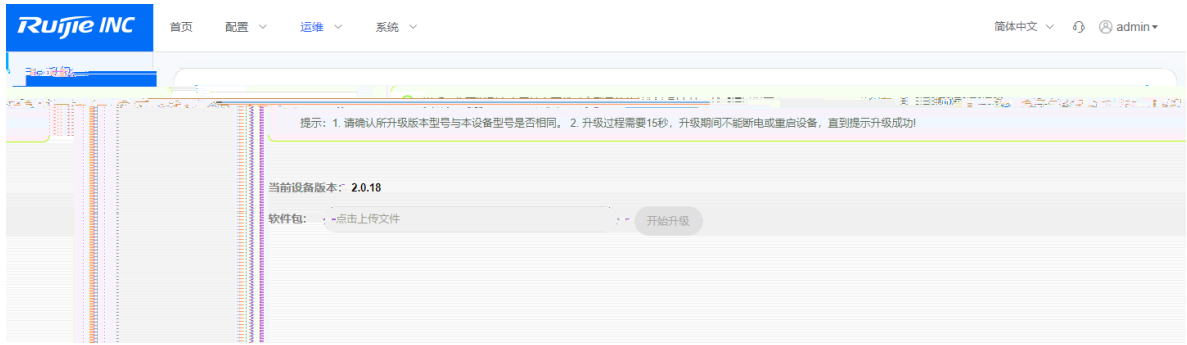 Ruijie INC 首页 配置 运维 系统 简体中文 admin
提示：1. 请确认所升级版本型号与本设备型号是否相同。 2. 升级过程需要15秒，升级期间不能断电或重启设备，直到提示升级成功!
当前设备版本： 2.0.18
软件包： 点击上传文件 开始升级